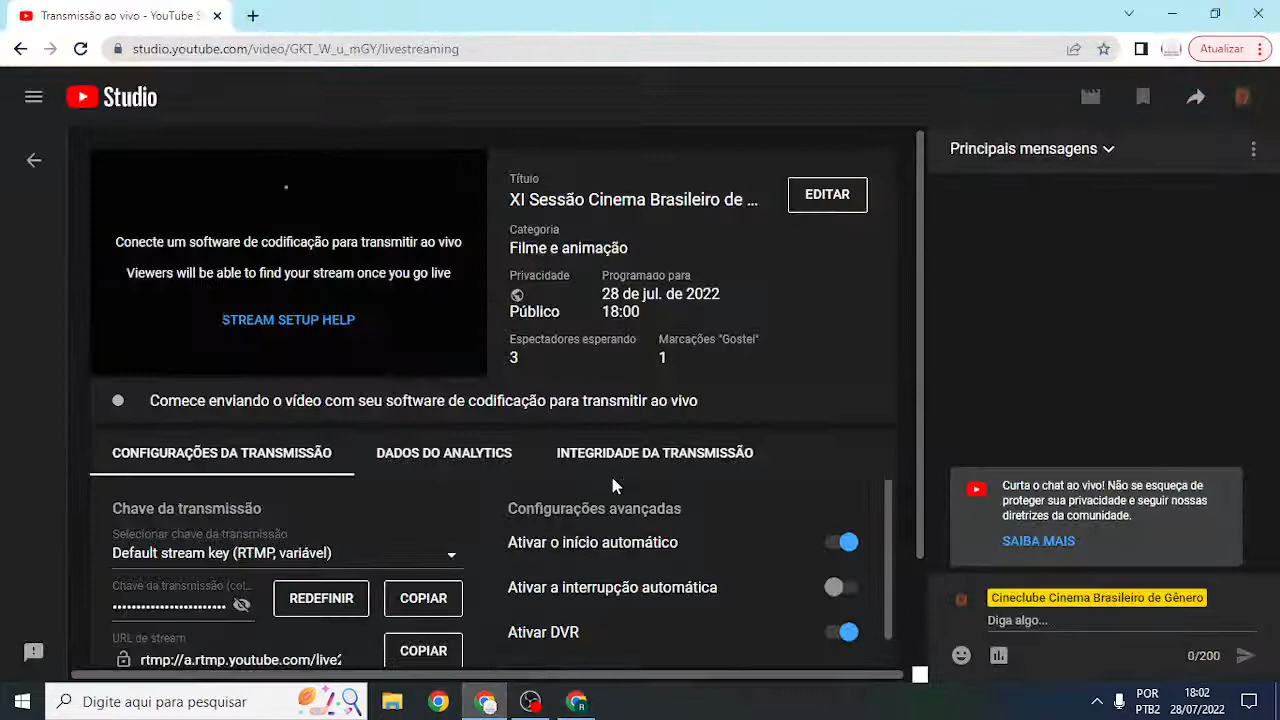 Transmissão ao vivo - YouTube S
studio.youtube.com/video/GKT_W_u_mGY/livestreaming
Atualizar
Studio
Conecte um software de codificação para transmitir ao vivo
Viewers will be able to find your stream once you go live
STREAM SETUP HELP
Título
XI Sessão Cinema Brasileiro de ...
EDITAR
Categoria
Filme e animação
Privacidade
Público
Programado para
28 de jul. de 2022
18:00
Espectadores esperando
3
Marcações "Gostei"
1
Comece enviando o vídeo com seu software de codificação para transmitir ao vivo
CONFIGURAÇÕES DA TRANSMISSÃO
DADOS DO ANALYTICS
INTEGRIDADE DA TRANSMISSÃO
Chave da transmissão
Selecionar chave da transmissão
Default stream key (RTMP, variável)
Chave da transmissão (col...
••••••••••••••••••••••••
REDEFINIR
COPIAR
URL de stream
rtmp://a.rtmp.youtube.com/live2
COPIAR
Configurações avançadas
Ativar o início automático
Ativar a interrupção automática
Ativar DVR
Principais mensagens
Curta o chat ao vivo! Não se esqueça de
proteger sua privacidade e seguir nossas
diretrizes da comunidade.
SAIBA MAIS
Cineclube Cinema Brasileiro de Gênero
Diga algo...
0/200
Digite aqui para pesquisar
POR
PTB2
18:02
28/07/2022